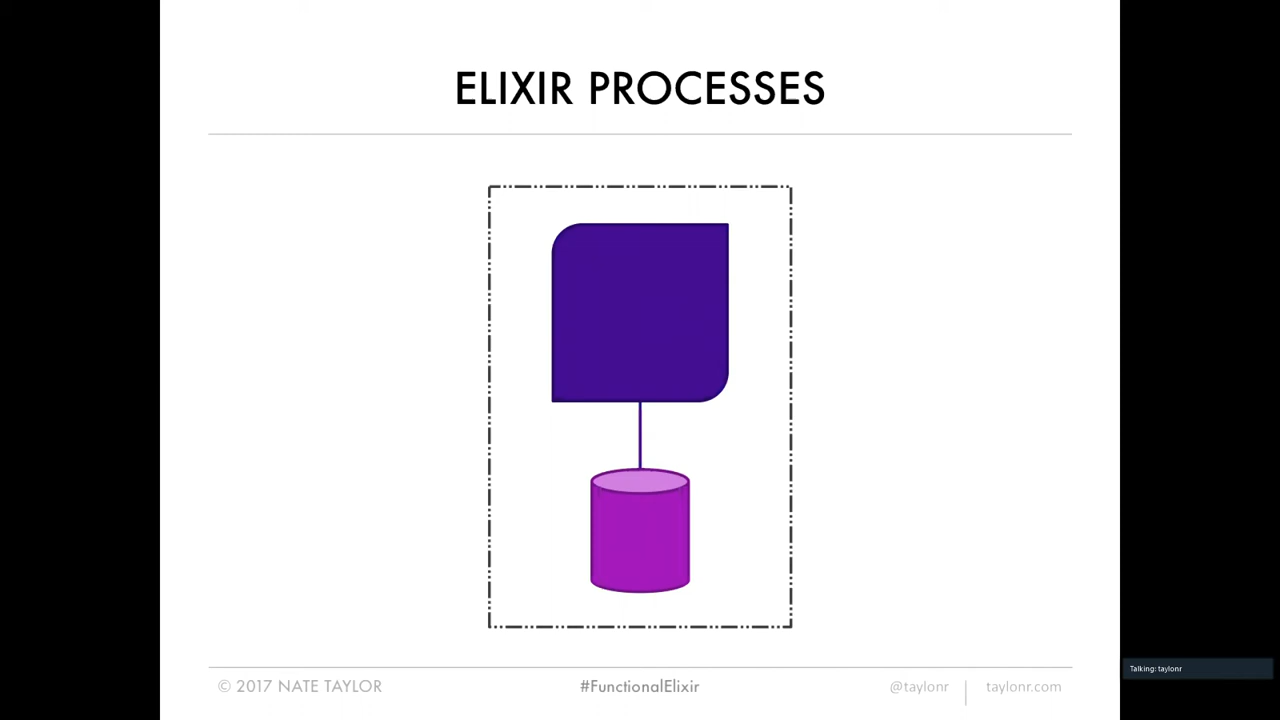 ELIXIR PROCESSES
© 2017 NATE TAYLOR
#FunctionalElixir
@taylonr
taylonr.com
Talking: taylonr